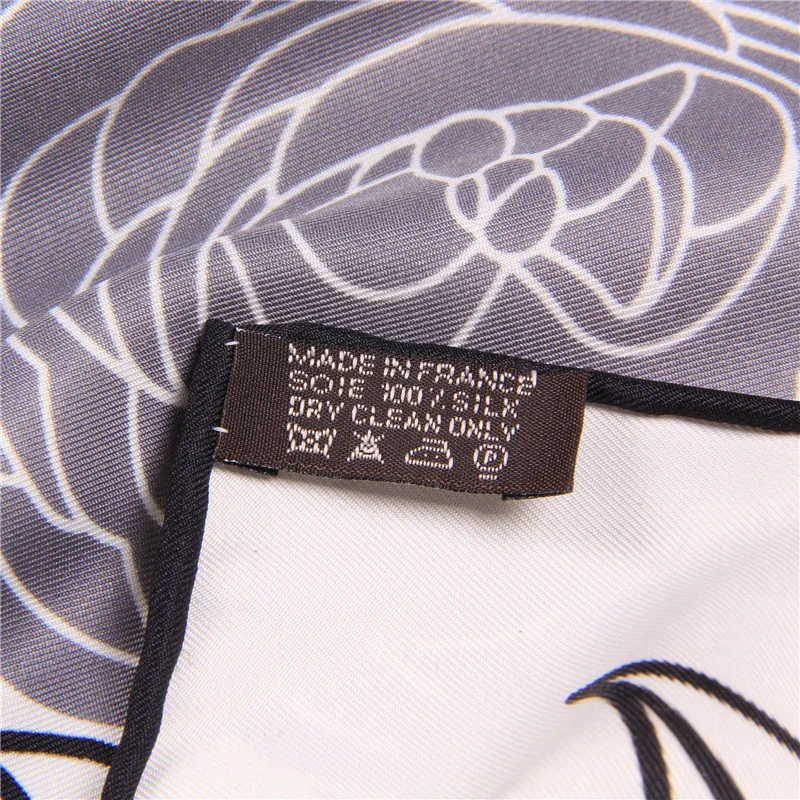 MADE IN FRANCE
SOIE 100% SILK
DRY CLEAN ONLY
P